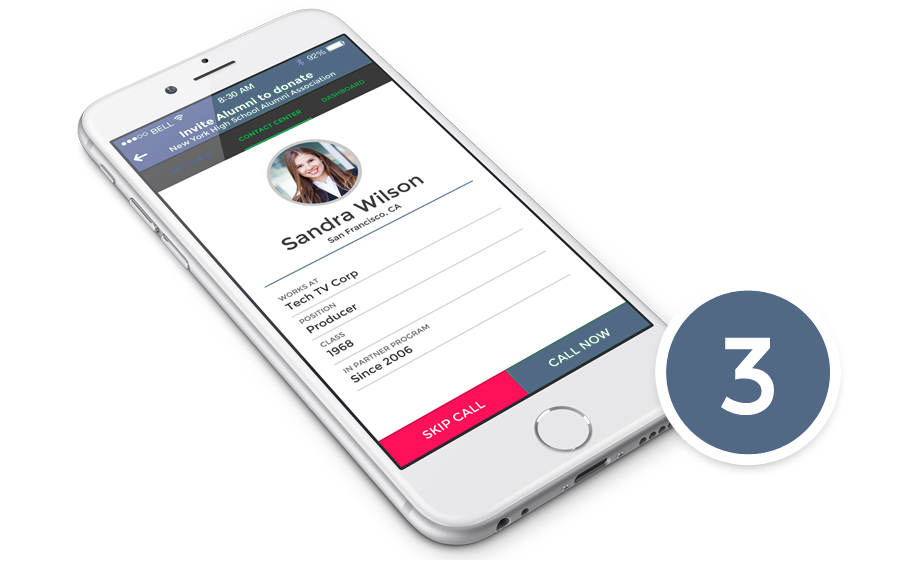 ●●●○○ BELL 8:30 AM 92%
Invite Alumni to donate
New York High School Alumni Association
CONTACT CENTER DASHBOARD
Sandra Wilson
San Francisco, CA
WORKS AT
Tech TV Corp
POSITION
Producer
CLASS
1968
IN PARTNER PROGRAM
Since 2006
SKIP CALL CALL NOW
3